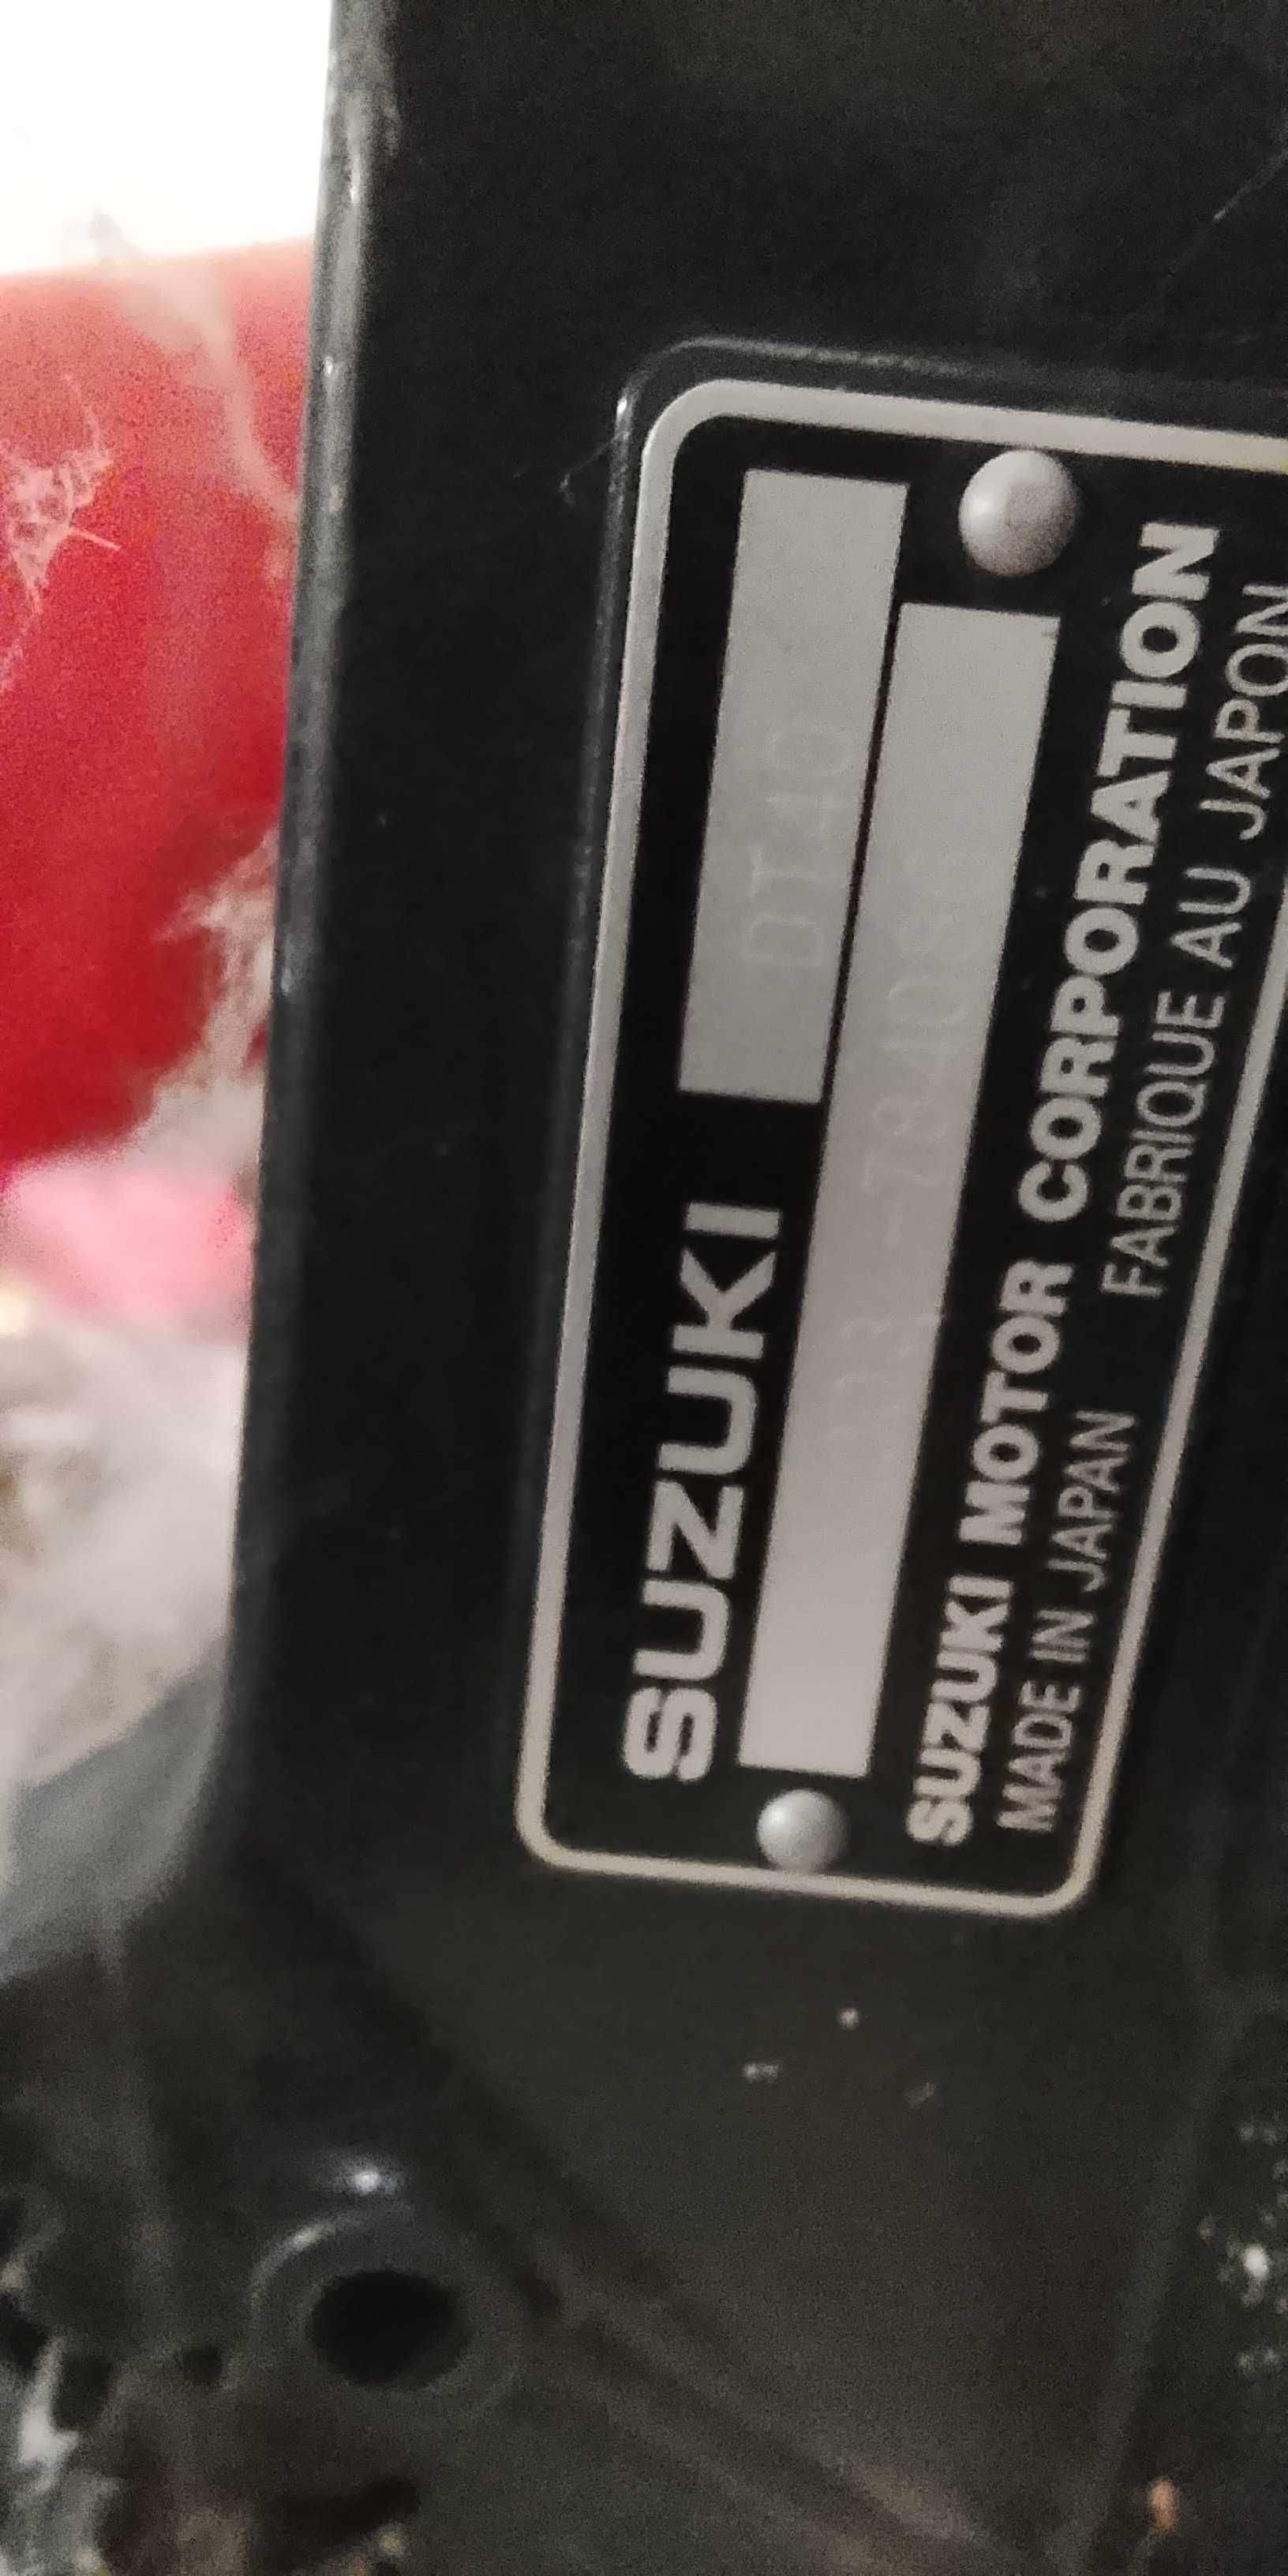 SUZUKI DT40
SUZUKI MOTOR CORPORATION
MADE IN JAPAN FABRIQUE AU JAPON